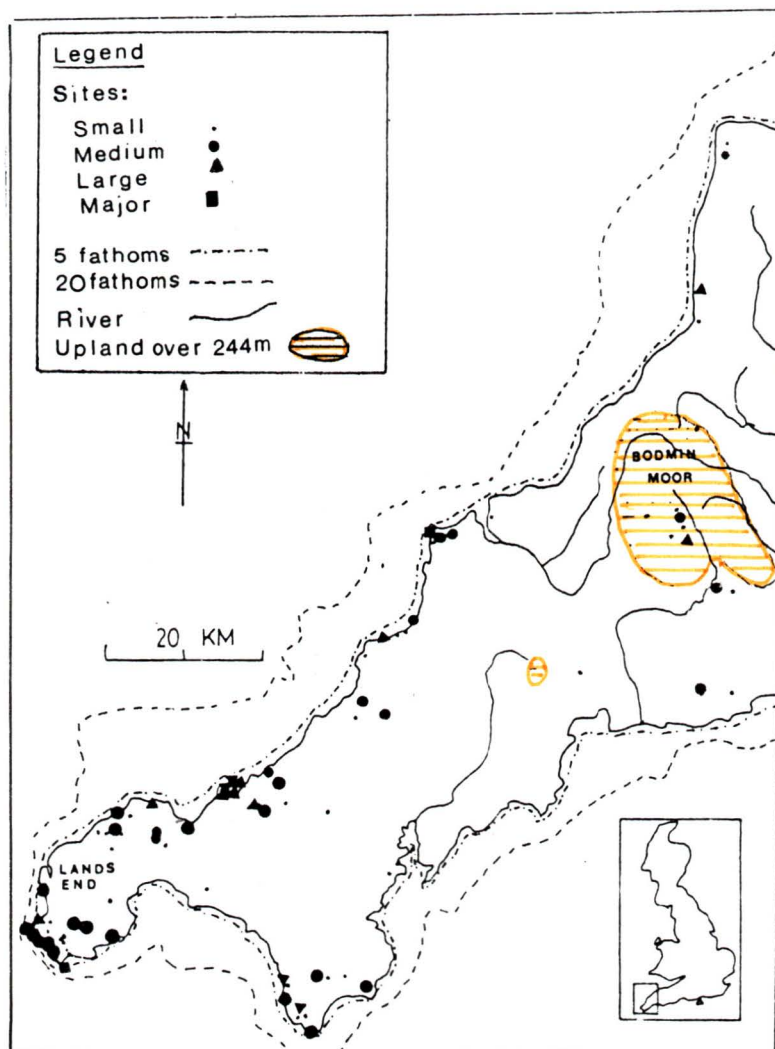 Legend
Sites:
Small
Medium
Large
Major
5 fathoms
20fathoms
River
Upland over 244m
N
BODMIN
MOOR
20 KM
LANDS
END